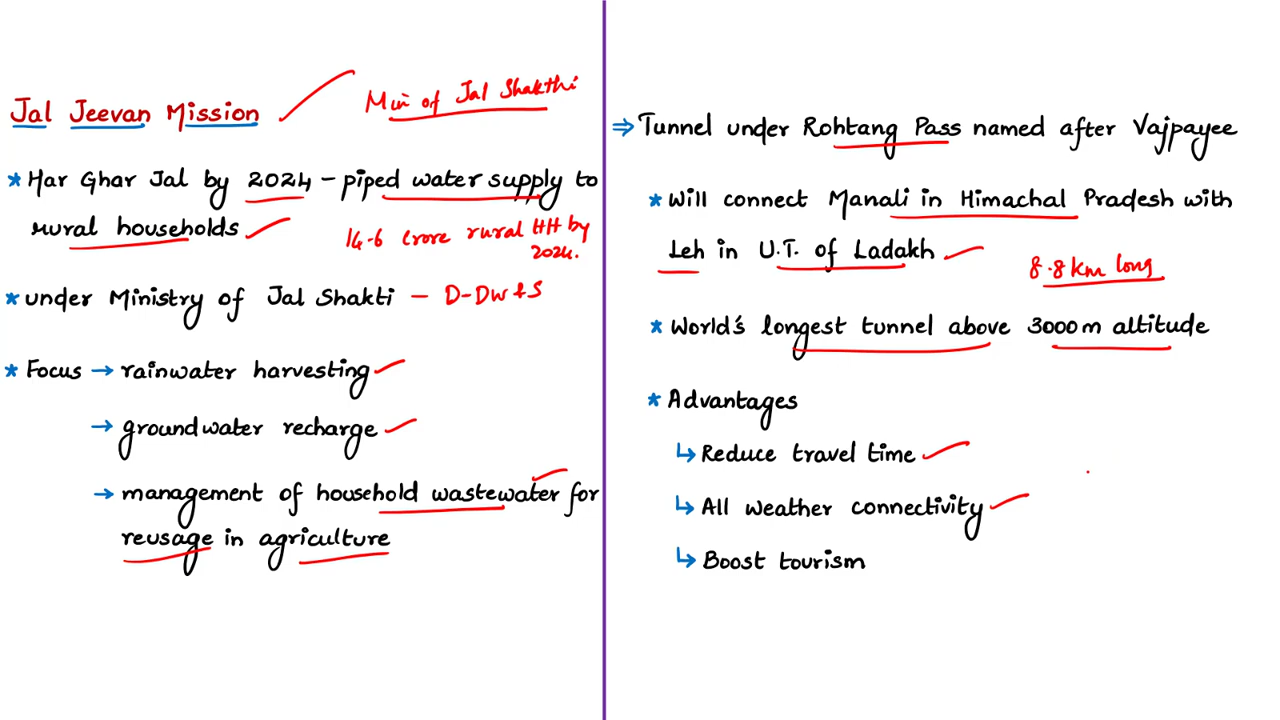 Jal Jeevan Mission
Min of Jal Shakthi
* Har Ghar Jal by 2024 - piped water supply to
rural households
14.6 crore rural HH by
2024.
* under Ministry of Jal Shakti - D-DW&S
* Focus → rainwater harvesting
→ groundwater recharge
→ management of household wastewater for
reusage in agriculture
⇒ Tunnel under Rohtang Pass named after Vajpayee
* Will connect Manali in Himachal Pradesh with
Leh in U.T. of Ladakh
8.8 km long
* World's longest tunnel above 3000m altitude
* Advantages
↳ Reduce travel time
↳ All weather connectivity
↳ Boost tourism